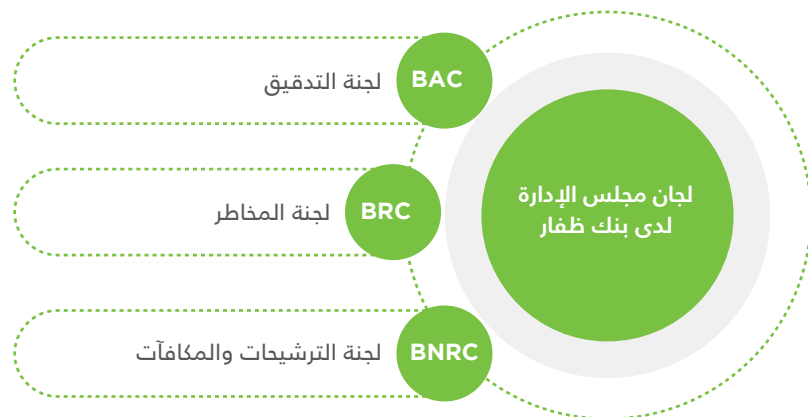 لجان مجلس الإدارة
لدى بنك ظفار
BAC لجنة التدقيق
BRC لجنة المخاطر
BNRC لجنة الترشيحات والمكافآت